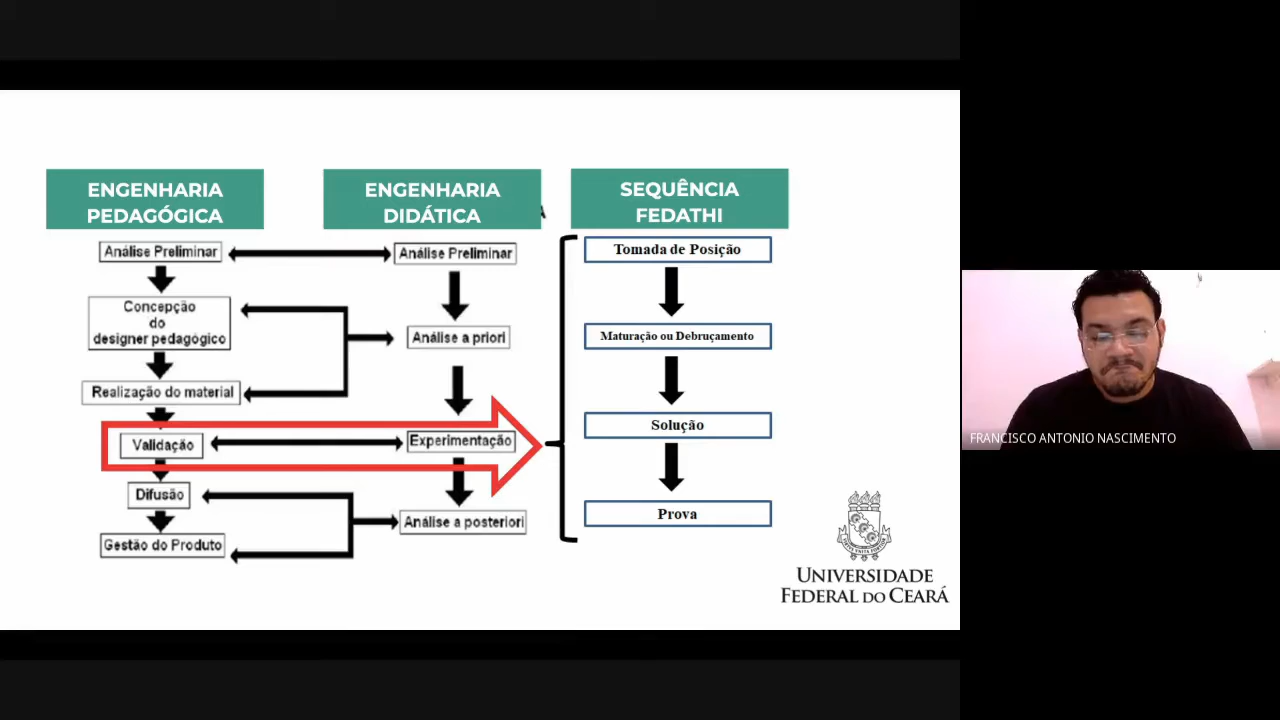 ENGENHARIA
PEDAGÓGICA
Análise Preliminar
Concepção
do
designer pedagógico
Realização do material
Validação
Difusão
Gestão do Produto
ENGENHARIA
DIDÁTICA
Análise Preliminar
Análise a priori
Experimentação
Análise a posteriori
SEQUÊNCIA
FEDATHI
Tomada de Posição
Maturação ou Debruçamento
Solução
Prova
UNIVERSIDADE
FEDERAL DO CEARÁ
FRANCISCO ANTONIO NASCIMENTO